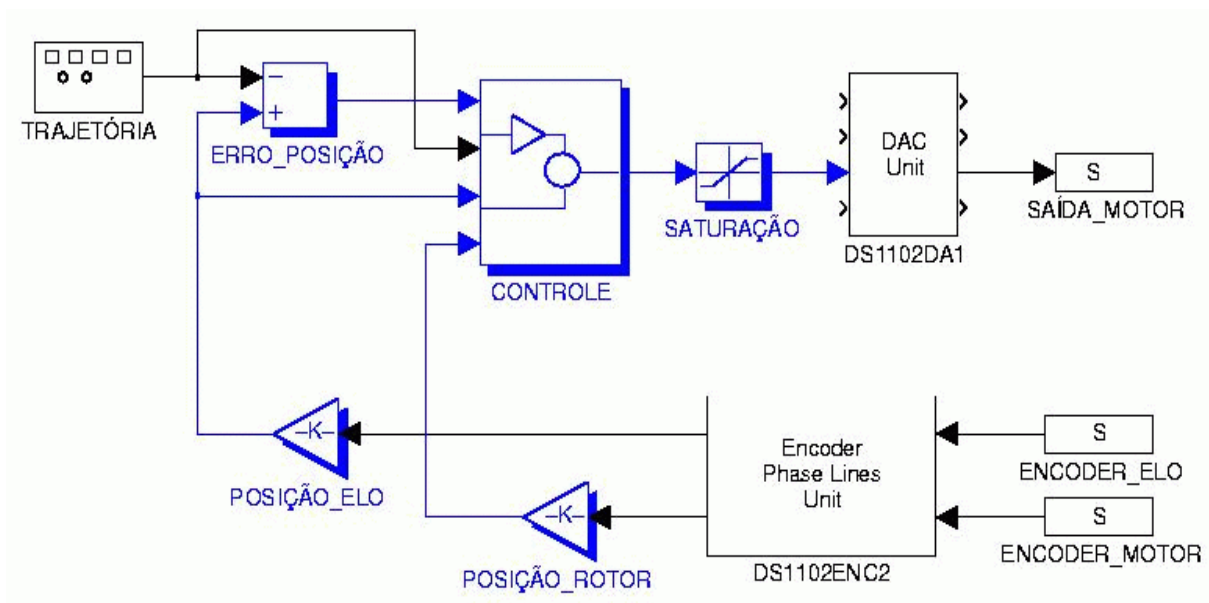 TRAJETÓRIA
−
+
ERRO_POSIÇÃO
CONTROLE
SATURAÇÃO
DAC
Unit
DS1102DA1
S
SAÍDA_MOTOR
−K−
POSIÇÃO_ELO
−K−
POSIÇÃO_ROTOR
Encoder
Phase Lines
Unit
DS1102ENC2
S
ENCODER_ELO
S
ENCODER_MOTOR